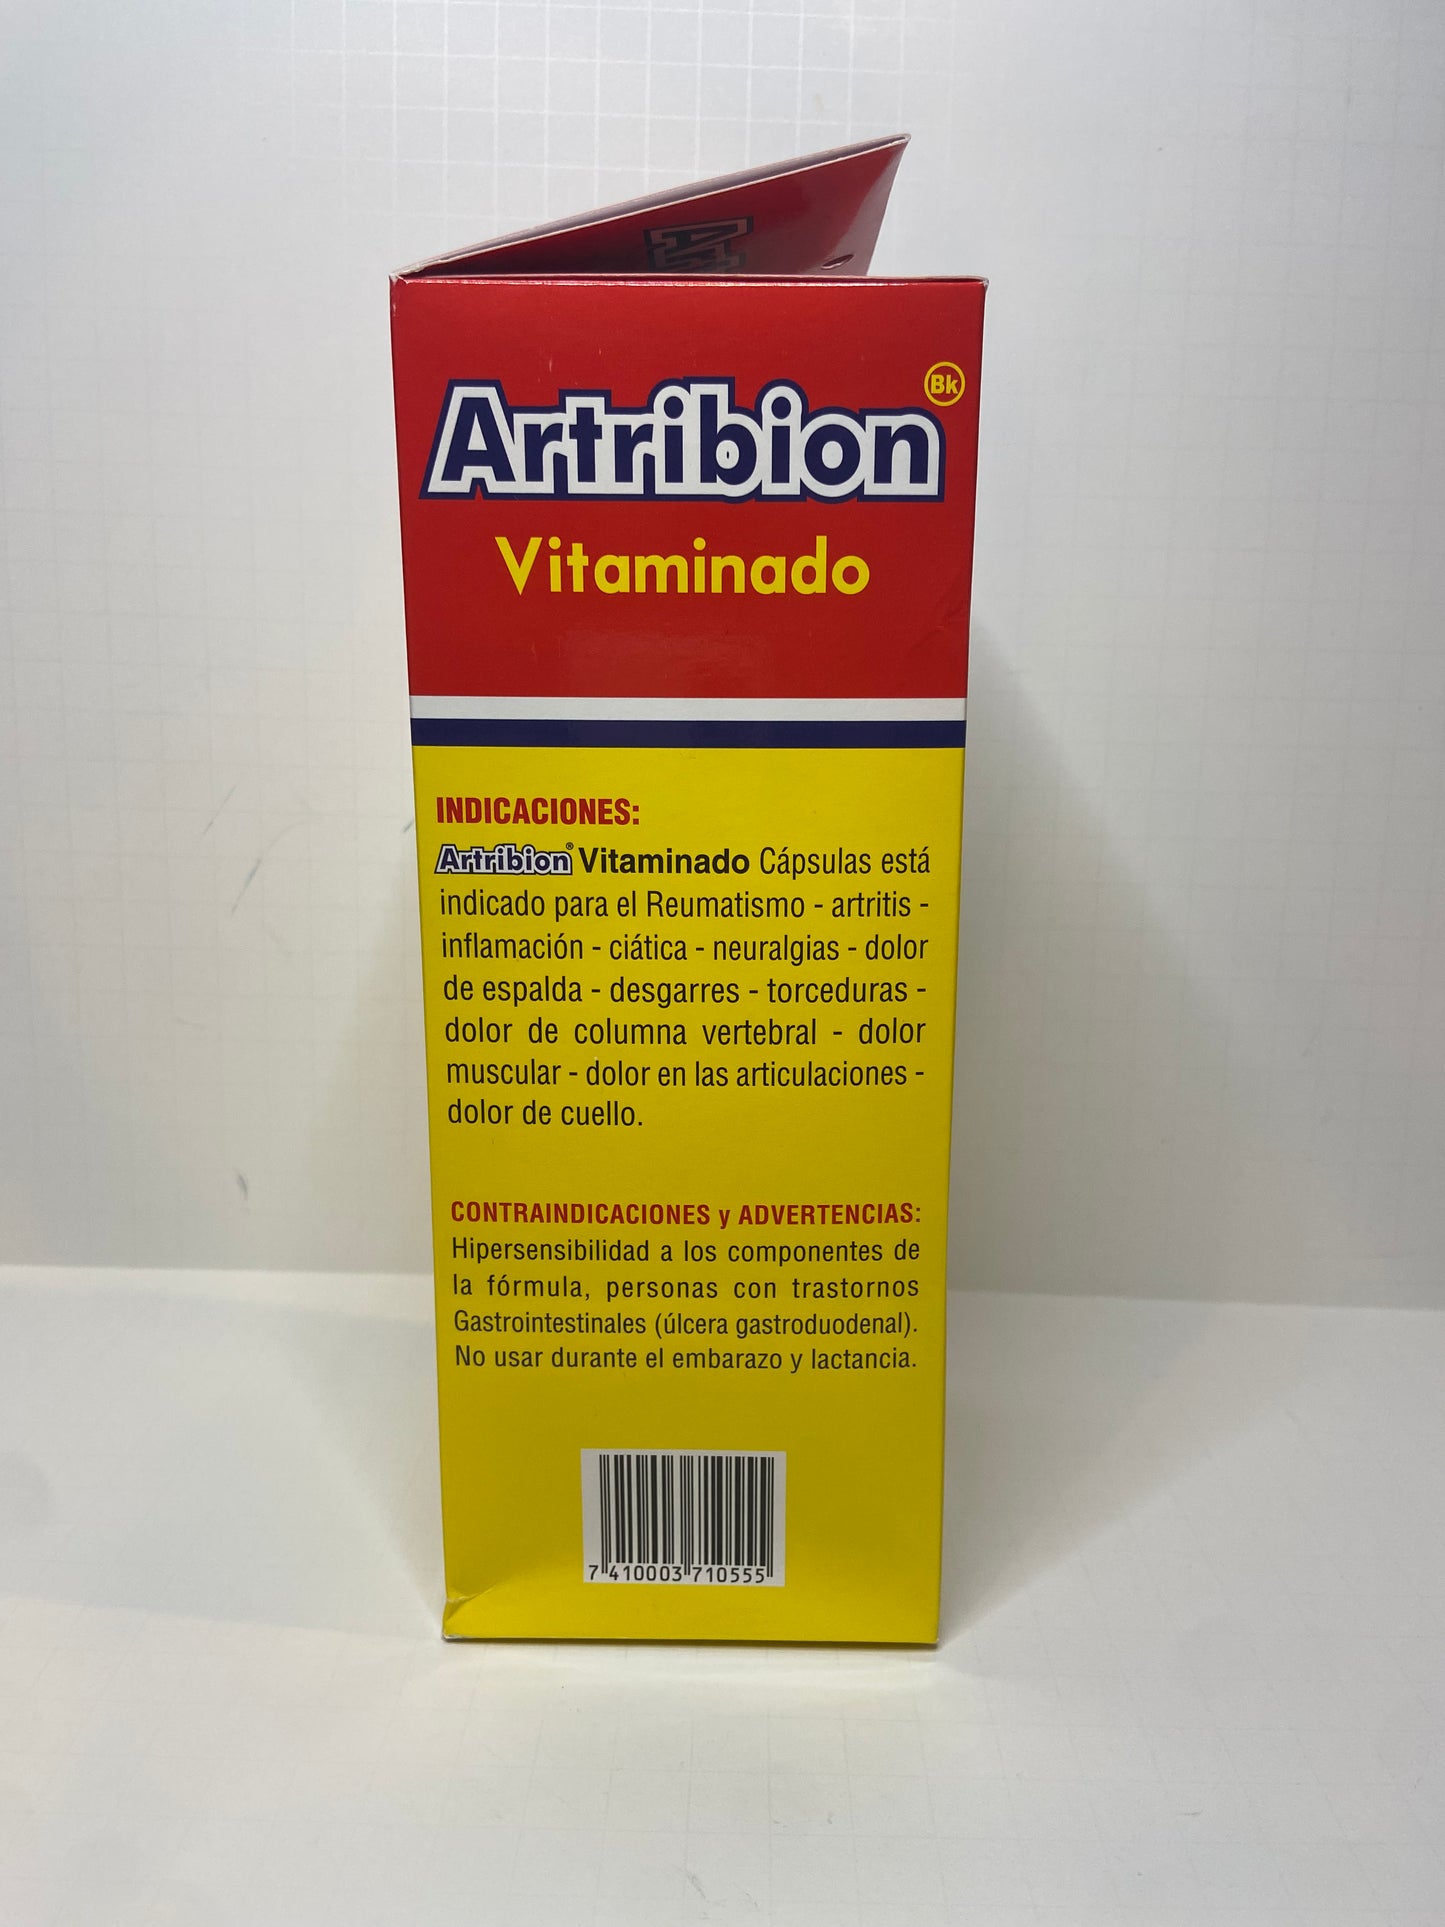 Artribion Bk
Vitaminado
INDICACIONES:
Artribion® Vitaminado Cápsulas está
indicado para el Reumatismo - artritis -
inflamación - ciática - neuralgias - dolor
de espalda - desgarres - torceduras -
dolor de columna vertebral - dolor
muscular - dolor en las articulaciones -
dolor de cuello.
CONTRAINDICACIONES y ADVERTENCIAS:
Hipersensibilidad a los componentes de
la fórmula, personas con trastornos
Gastrointestinales (úlcera gastroduodenal).
No usar durante el embarazo y lactancia.
7 410003 710555